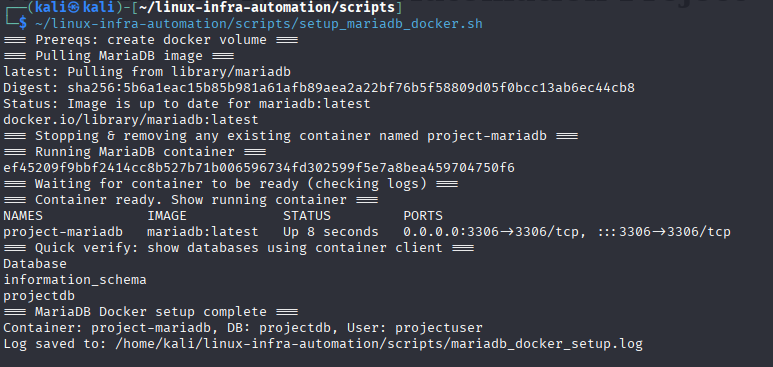 ┌──(kali㉿kali)-[~/linux-infra-automation/scripts]
└─$ ~/linux-infra-automation/scripts/setup_mariadb_docker.sh
=== Prereqs: create docker volume ===
=== Pulling MariaDB image ===
latest: Pulling from library/mariadb
Digest: sha256:5b6a1eac15b85b981a61afb89aea2a22bf76b5f58809d05f0bcc13ab6ec44cb8
Status: Image is up to date for mariadb:latest
docker.io/library/mariadb:latest
=== Stopping & removing any existing container named project-mariadb ===
=== Running MariaDB container ===
ef45209f9bbf2414cc8b527b71b006596734fd302599f5e7a8bea459704750f6
=== Waiting for container to be ready (checking logs) ===
=== Container ready. Show running container ===
NAMES             IMAGE            STATUS         PORTS
project-mariadb   mariadb:latest   Up 8 seconds   0.0.0.0:3306->3306/tcp, :::3306->3306/tcp
=== Quick verify: show databases using container client ===
Database
information_schema
projectdb
=== MariaDB Docker setup complete ===
Container: project-mariadb, DB: projectdb, User: projectuser
Log saved to: /home/kali/linux-infra-automation/scripts/mariadb_docker_setup.log